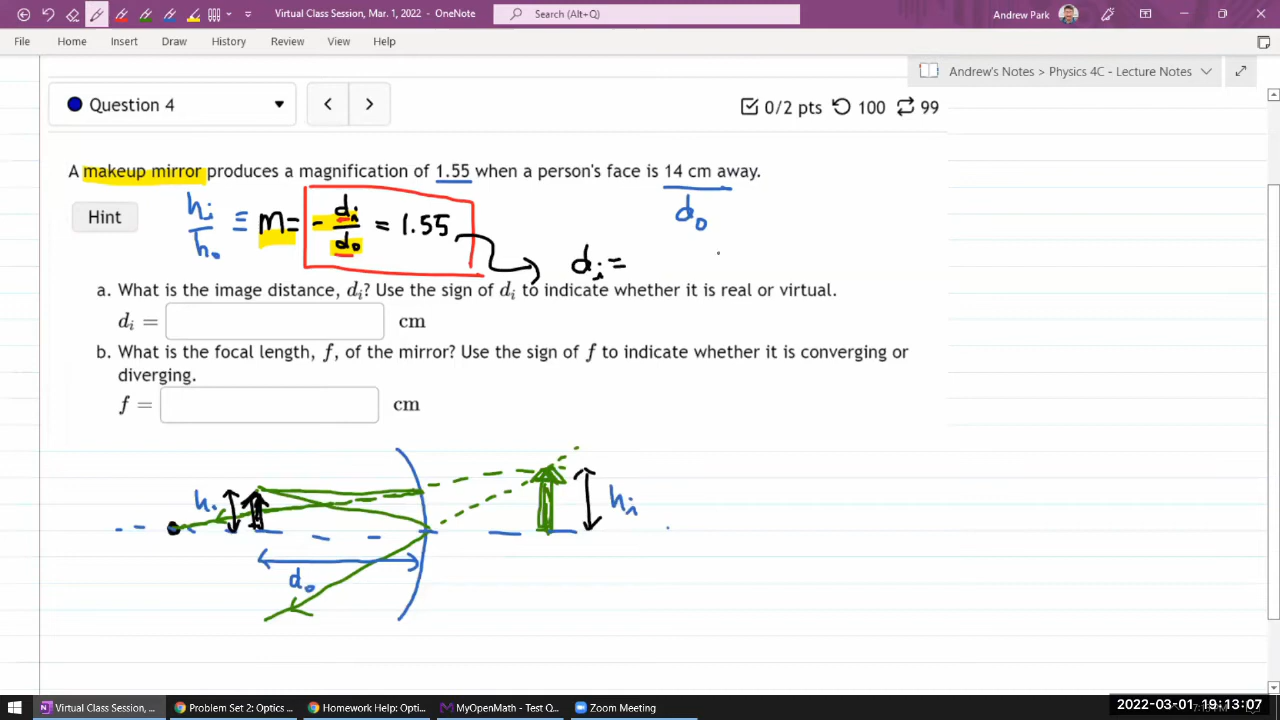 Virtual Class Session, Mar. 1, 2022 - OneNote
Search (Alt+Q)
Andrew Park
File Home Insert Draw History Review View Help
Andrew's Notes > Physics 4C - Lecture Notes
Question 4
0/2 pts 100 99
A makeup mirror produces a magnification of 1.55 when a person's face is 14 cm away.
Hint
hi/ho ≡ m = - di/do = 1.55
do
di =
a. What is the image distance, di? Use the sign of di to indicate whether it is real or virtual.
di = cm
b. What is the focal length, f, of the mirror? Use the sign of f to indicate whether it is converging or
diverging.
f = cm
ho
hi
do
Virtual Class Session... Problem Set 2: Optics ... Homework Help: Opti... MyOpenMath - Test Q... Zoom Meeting
2022-03-01 19:13:07